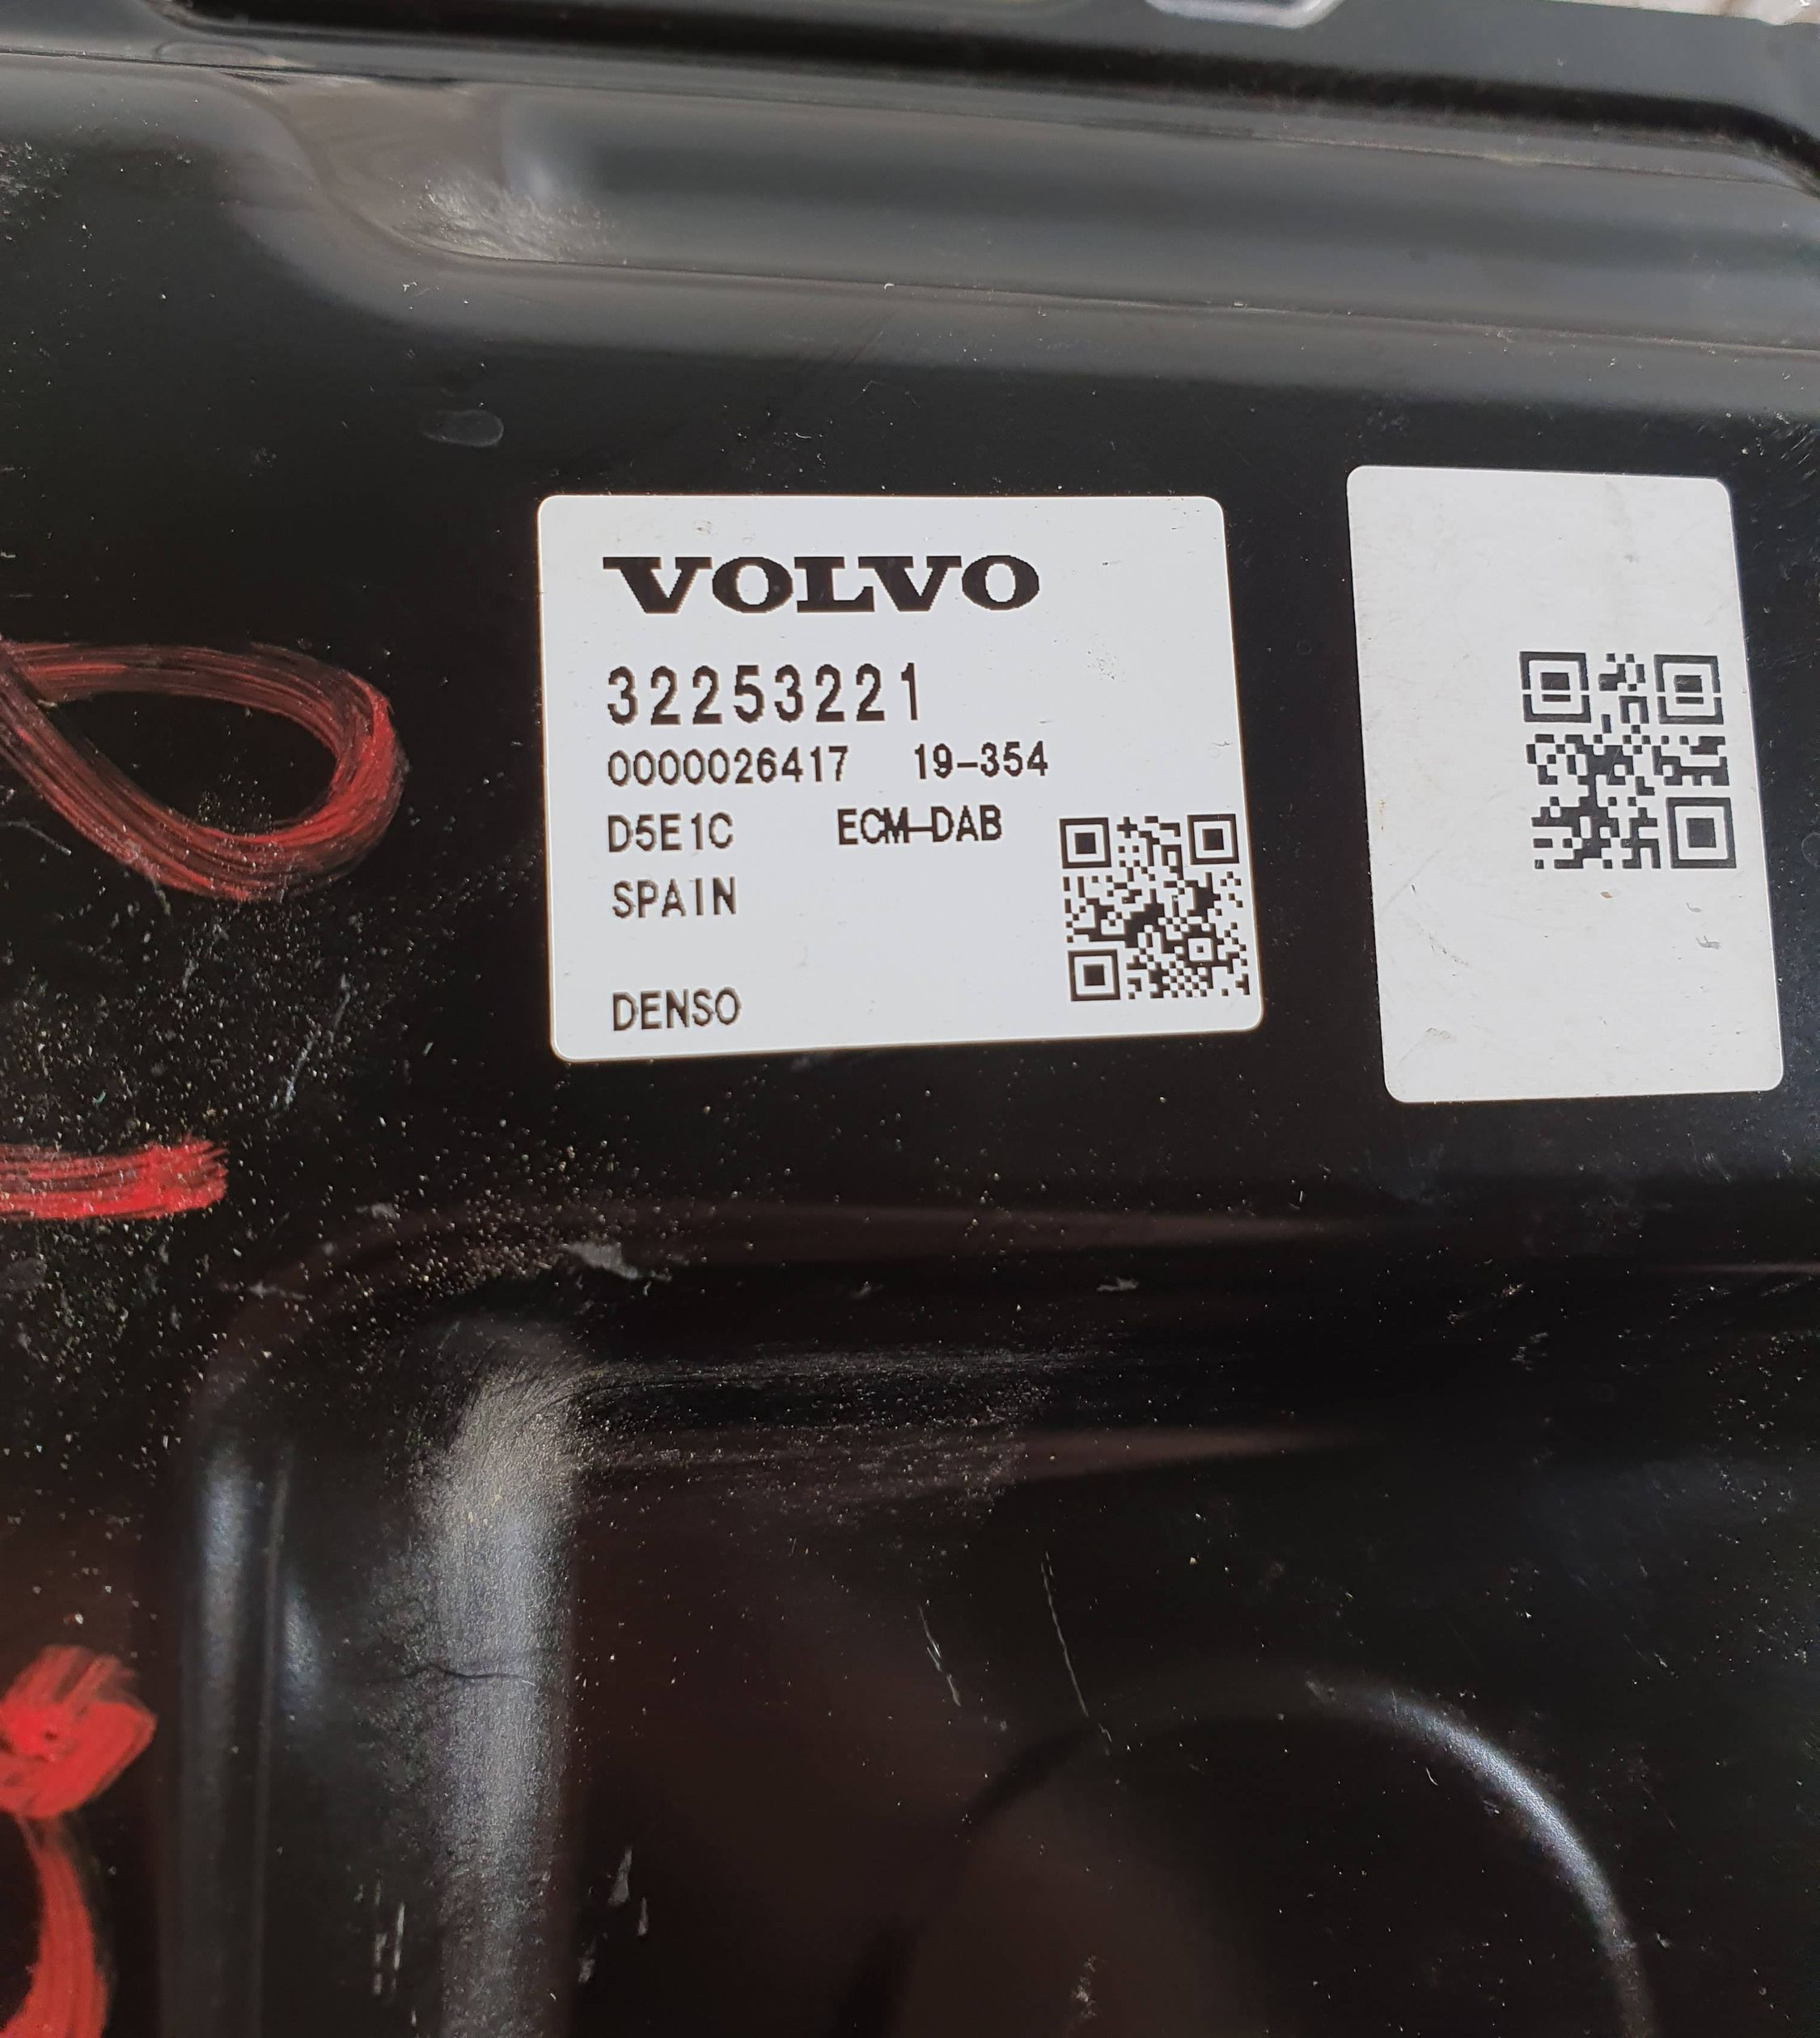 VOLVO
32253221
0000026417 19-354
D5E1C ECM-DAB
SPAIN
DENSO